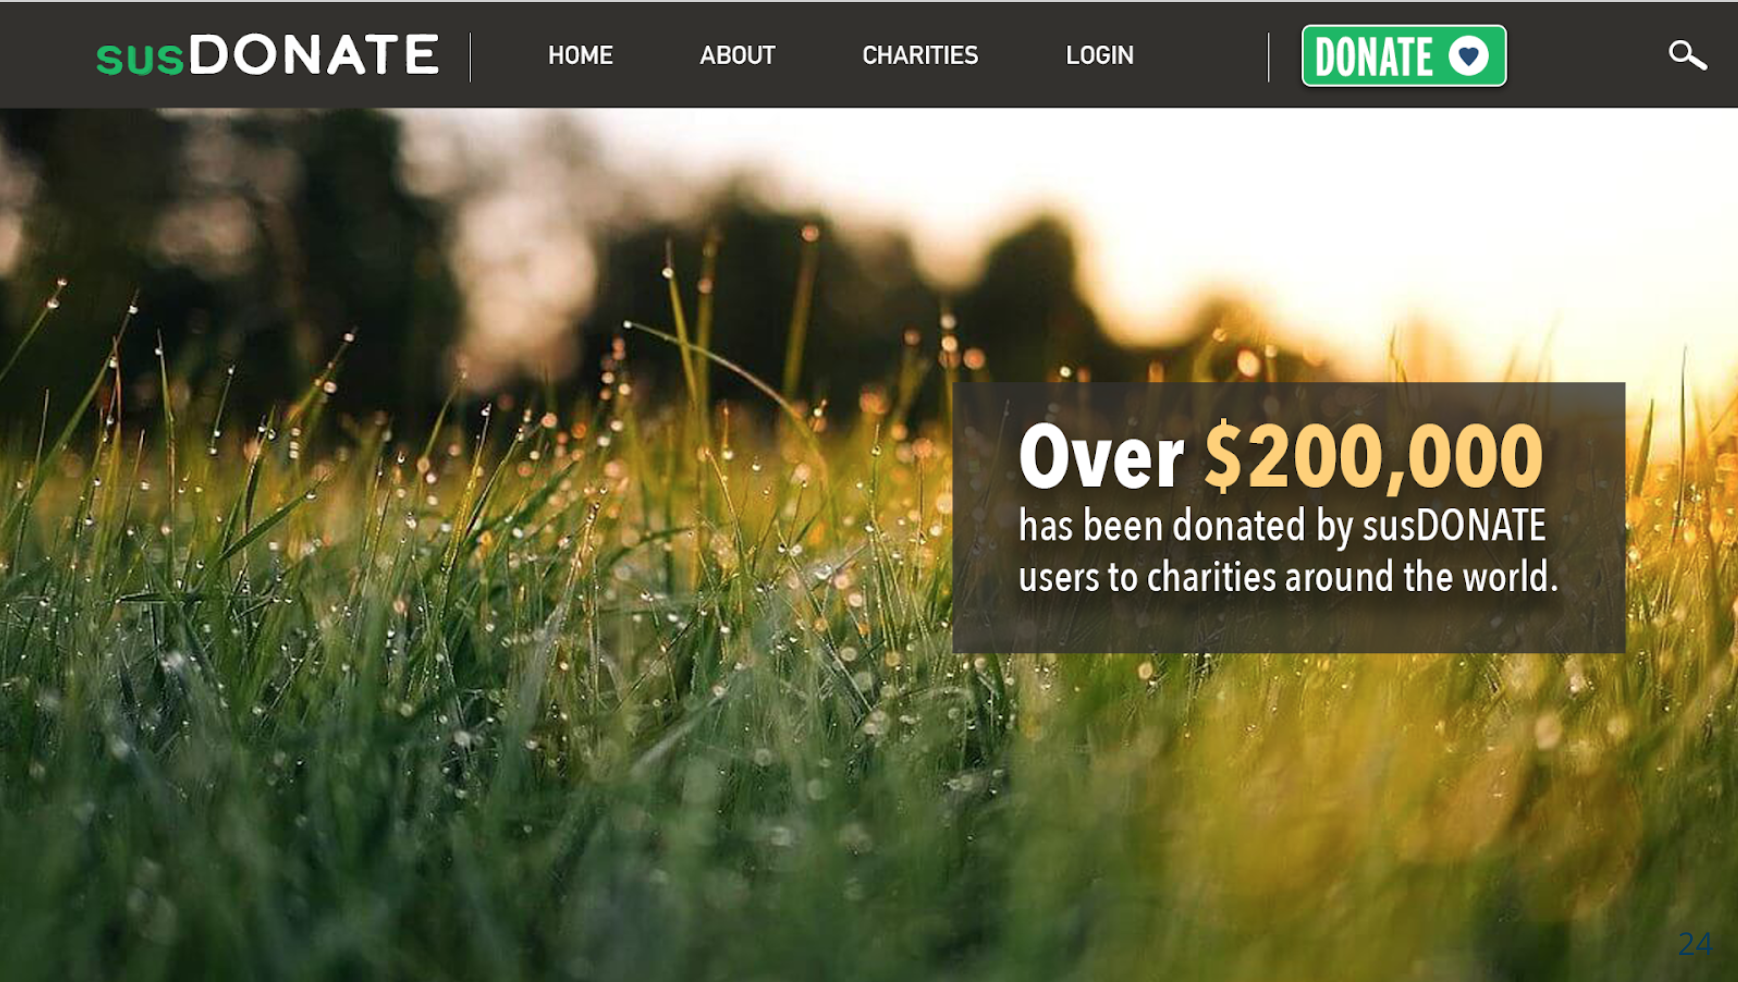 susDONATE
HOME ABOUT CHARITIES LOGIN
DONATE
Over $200,000
has been donated by susDONATE
users to charities around the world.
24